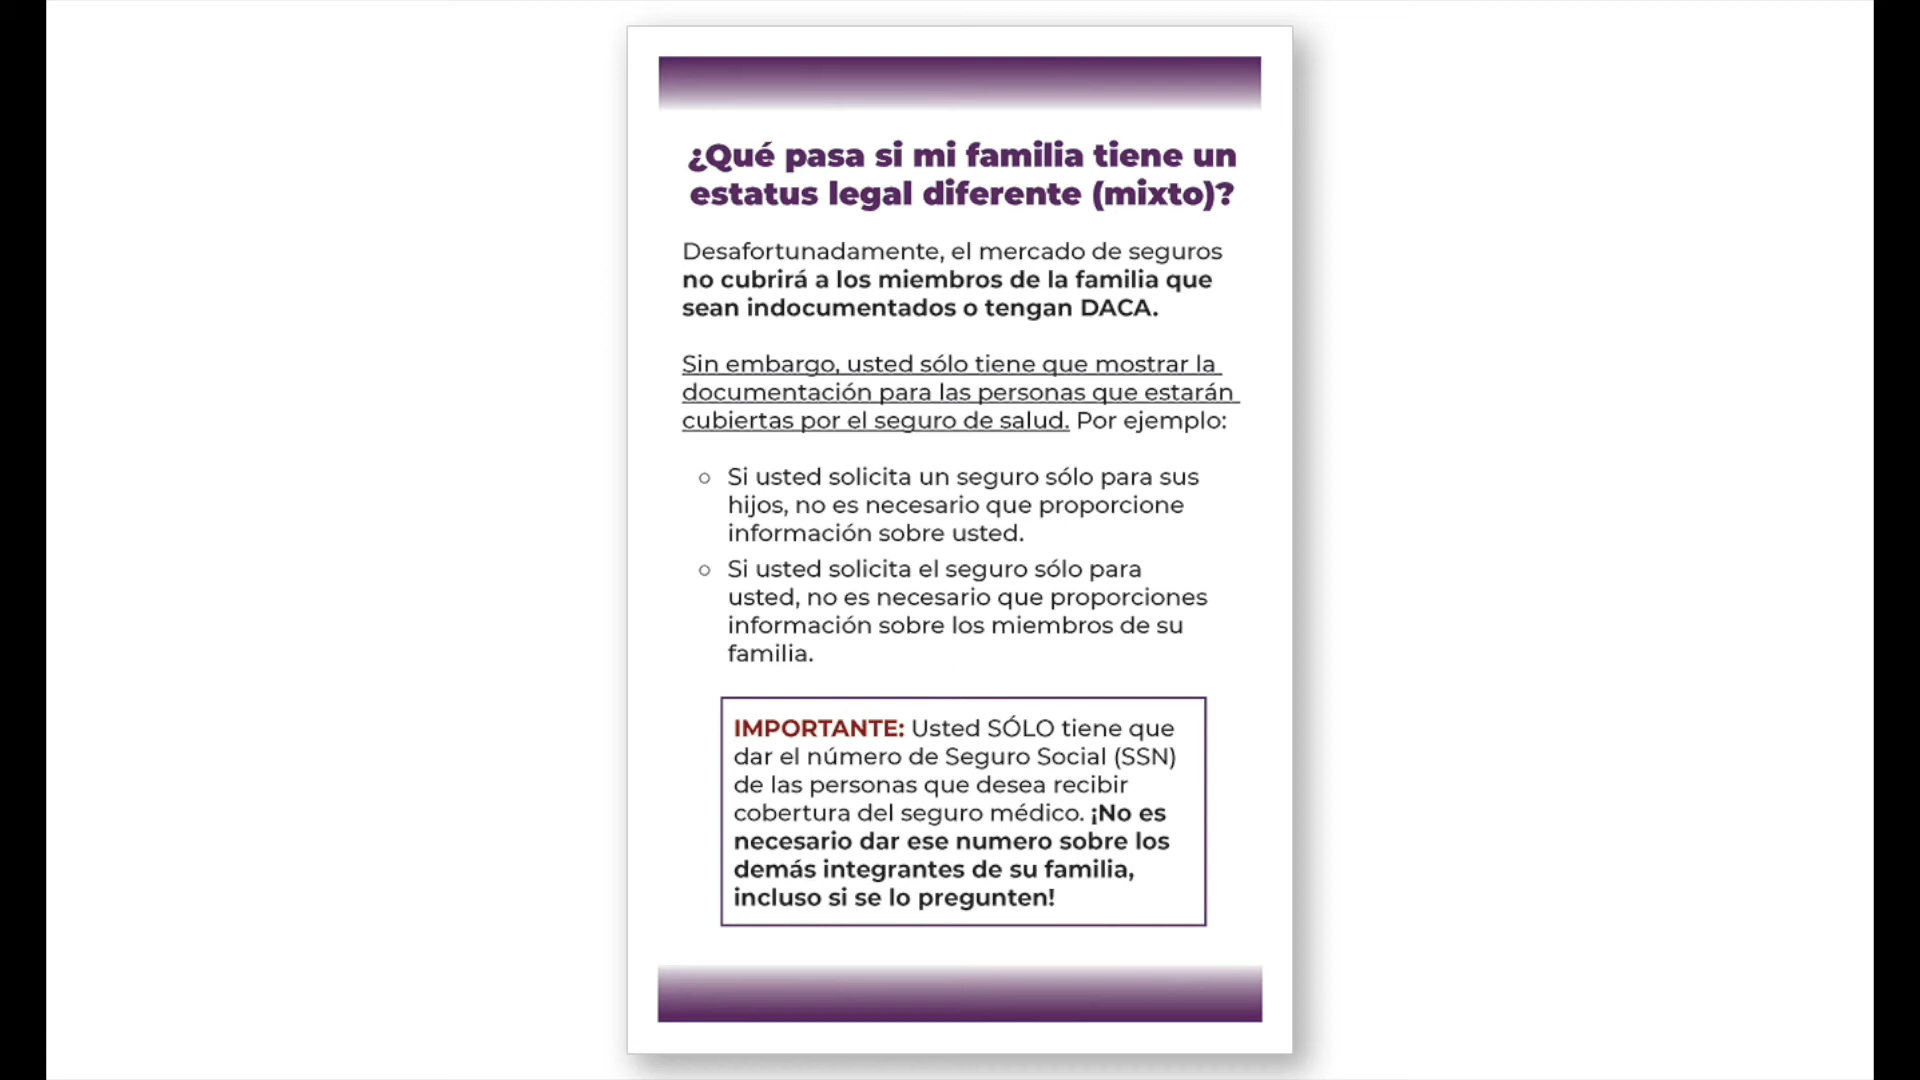 ¿Qué pasa si mi familia tiene un
estatus legal diferente (mixto)?
Desafortunadamente, el mercado de seguros
no cubrirá a los miembros de la familia que
sean indocumentados o tengan DACA.
Sin embargo, usted sólo tiene que mostrar la
documentación para las personas que estarán
cubiertas por el seguro de salud. Por ejemplo:
○ Si usted solicita un seguro sólo para sus
hijos, no es necesario que proporcione
información sobre usted.
○ Si usted solicita el seguro sólo para
usted, no es necesario que proporciones
información sobre los miembros de su
familia.
IMPORTANTE: Usted SÓLO tiene que
dar el número de Seguro Social (SSN)
de las personas que desea recibir
cobertura del seguro médico. ¡No es
necesario dar ese numero sobre los
demás integrantes de su familia,
incluso si se lo pregunten!